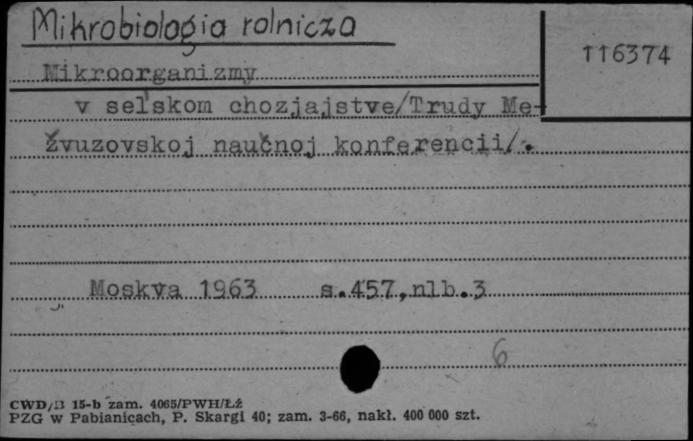 Mikrobiologia rolnicza
116374
Mikroorganizmy
v sel'skom chozjajstve/Trudy Me-
žvuzovskoj naučnoj konferencii/.
Moskva 1963 s.457,nlb.3
6
CWD/B 15-b zam. 4065/PWH/Łż
PZG w Pabianicach, P. Skargi 40; zam. 3-66, nakł. 400 000 szt.